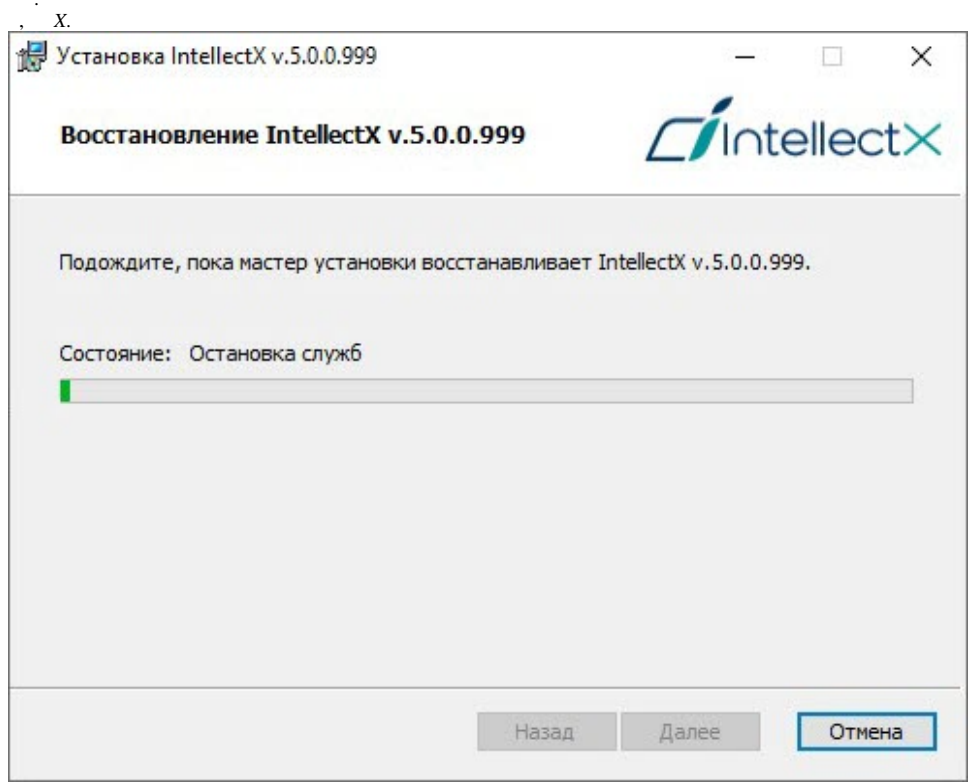 .
, X.
Установка IntellectX v.5.0.0.999
Восстановление IntellectX v.5.0.0.999
IntellectX
Подождите, пока мастер установки восстанавливает IntellectX v.5.0.0.999.
Состояние: Остановка служб
Назад
Далее
Отмена